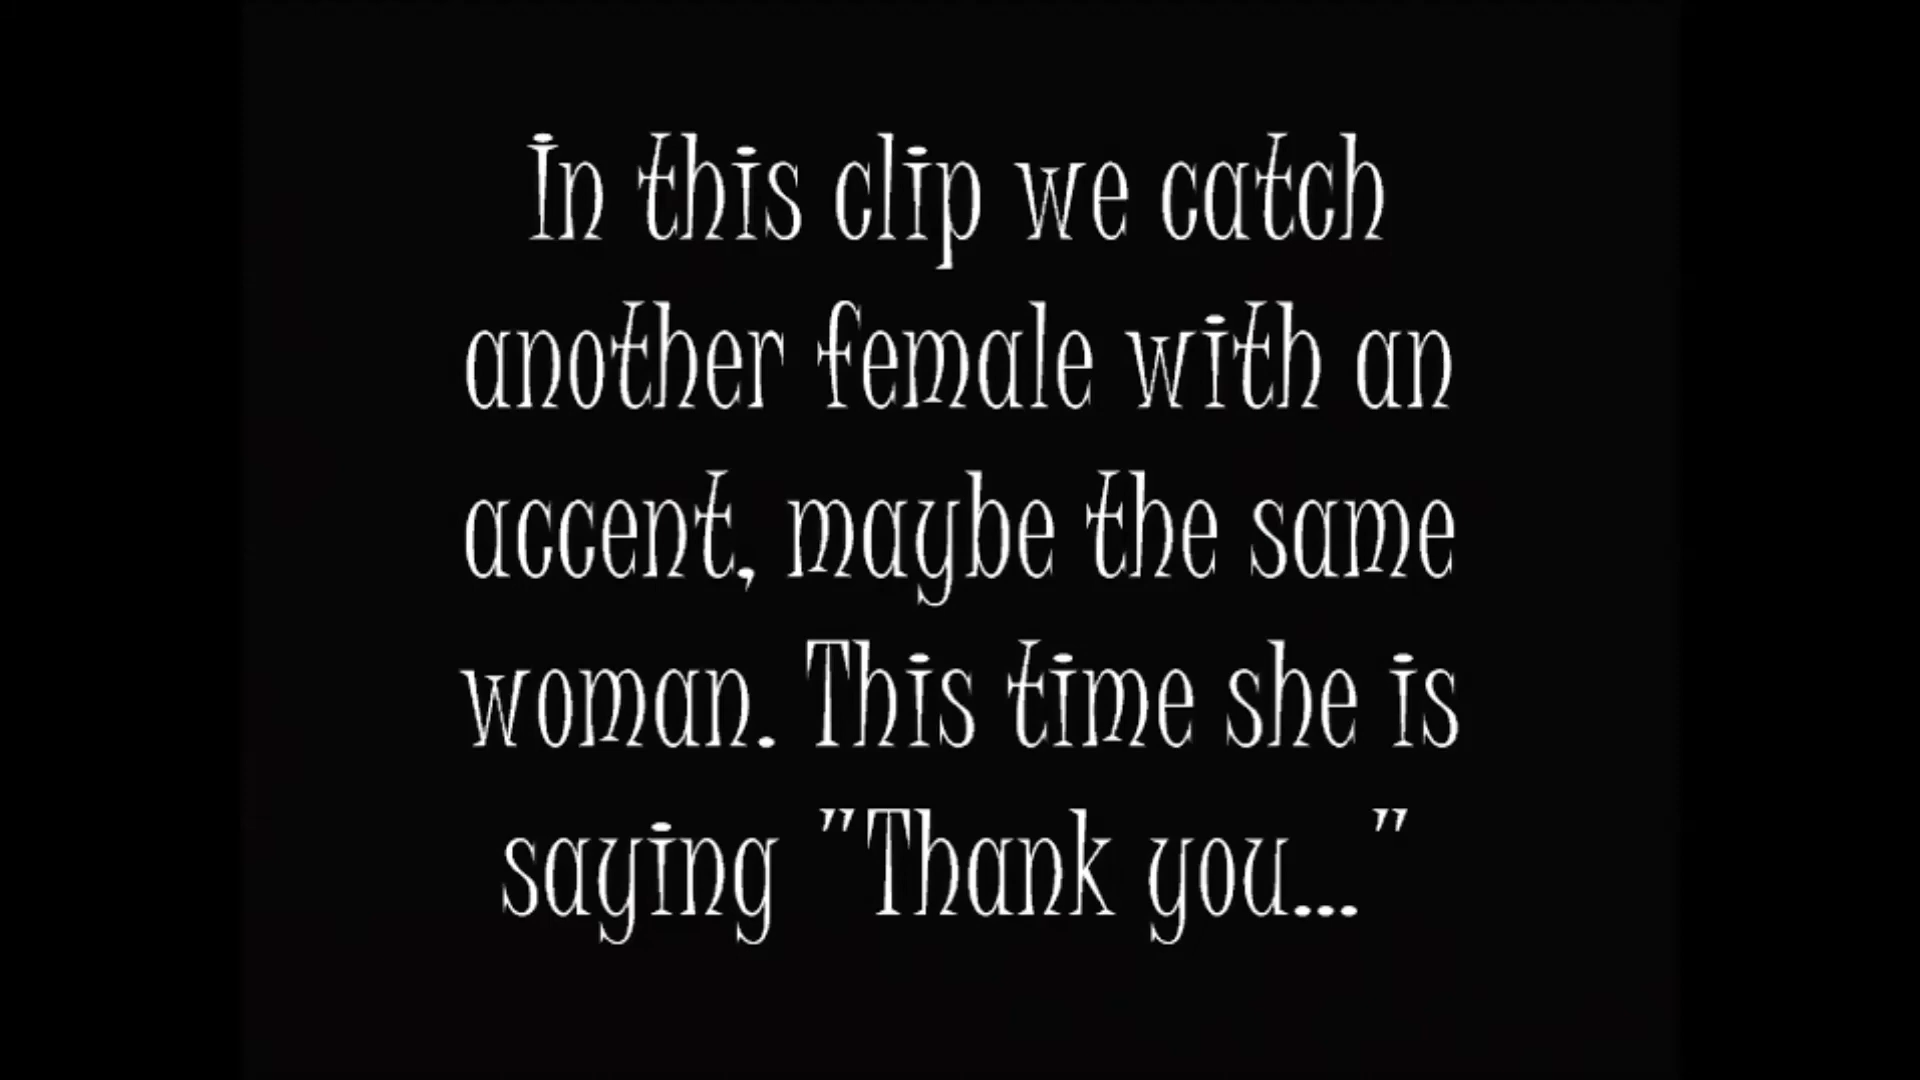 In this clip we catch
another female with an
accent, maybe the same
woman. This time she is
saying "Thank you..."